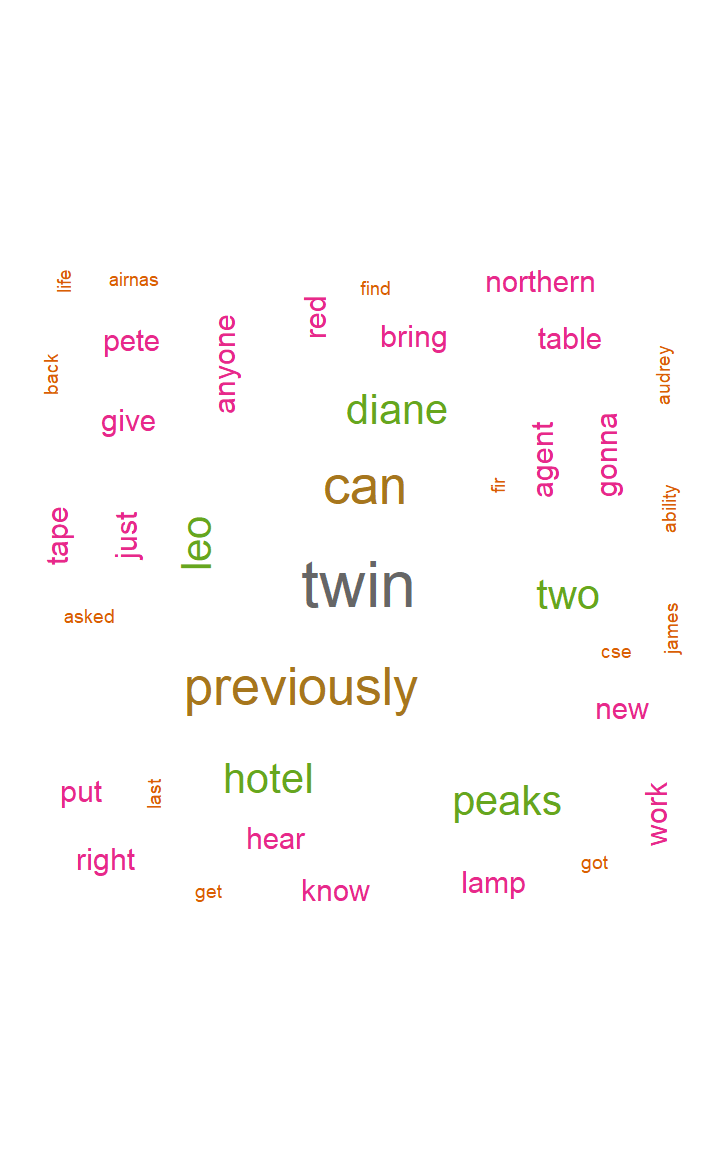 life
airnas
find
northern
red
pete
anyone
bring
table
back
audrey
diane
give
agent
gonna
can
fir
ability
tape
just
leo
twin
two
asked
james
cse
previously
new
hotel
put
last
peaks
work
hear
right
got
get
know
lamp